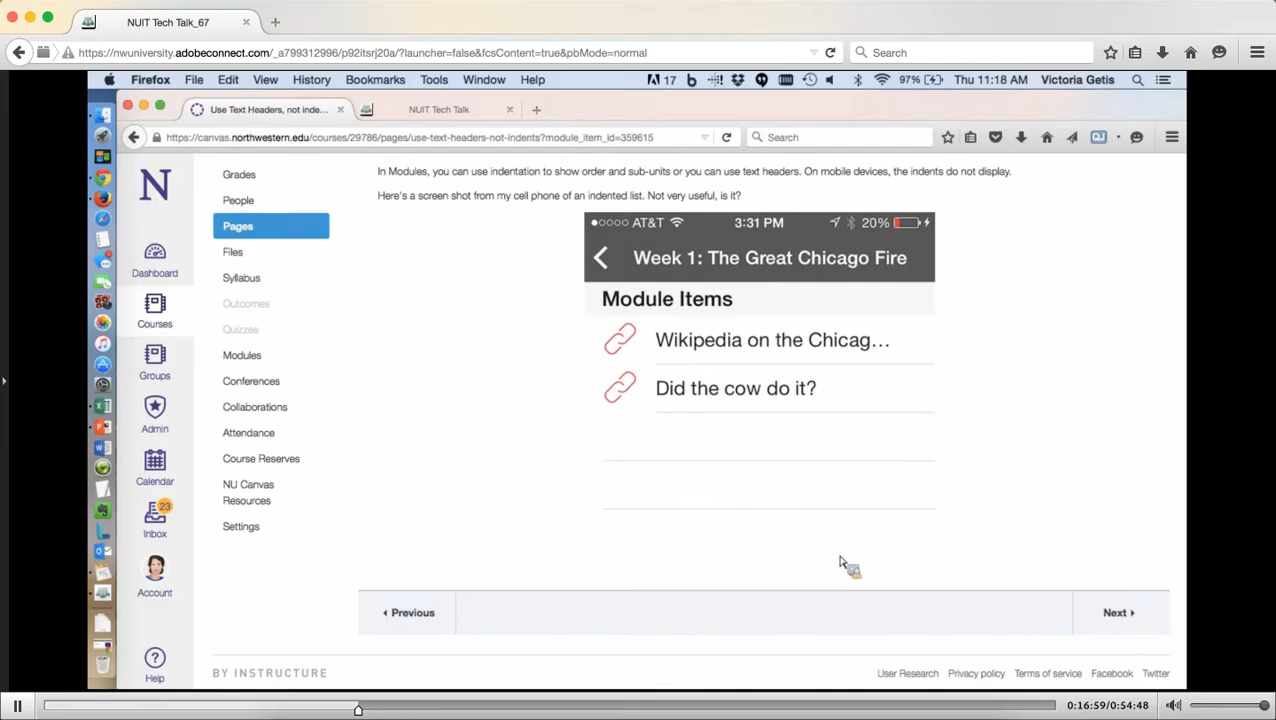 NUIT Tech Talk_67
https://nwuniversity.adobeconnect.com/_a799312996/p92itsrj20a/?launcher=false&fcsContent=true&pbMode=normal
Search
Firefox File Edit View History Bookmarks Tools Window Help
17 97% Thu 11:18 AM Victoria Getis
Use Text Headers, not inde...
NUIT Tech Talk
https://canvas.northwestern.edu/courses/29786/pages/use-text-headers-not-indents?module_item_id=359615
Search
N
Dashboard
Courses
Groups
Admin
Calendar
23
Inbox
Account
Help
Grades
People
Pages
Files
Syllabus
Outcomes
Quizzes
Modules
Conferences
Collaborations
Attendance
Course Reserves
NU Canvas
Resources
Settings
In Modules, you can use indentation to show order and sub-units or you can use text headers. On mobile devices, the indents do not display.
Here's a screen shot from my cell phone of an indented list. Not very useful, is it?
AT&T 3:31 PM 20%
Week 1: The Great Chicago Fire
Module Items
Wikipedia on the Chicag...
Did the cow do it?
Previous
Next
BY INSTRUCTURE
User Research Privacy policy Terms of service Facebook Twitter
0:16:59/0:54:48